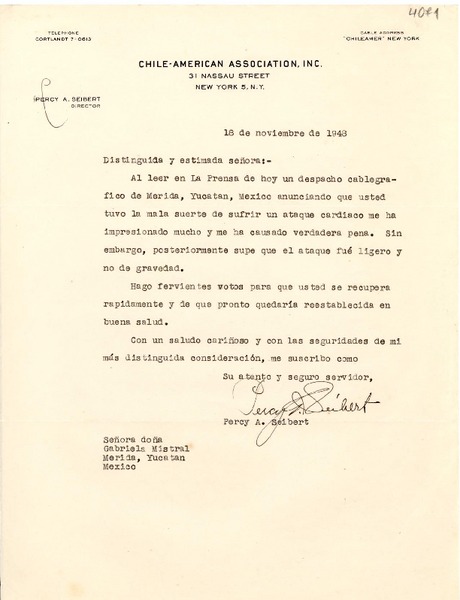 4081
TELEPHONE
CORTLANDT 7-0613
CABLE ADDRESS
"CHILEAMER" NEW YORK
CHILE-AMERICAN ASSOCIATION, INC.
31 NASSAU STREET
NEW YORK 5, N.Y.
PERCY A. SEIBERT
DIRECTOR
18 de noviembre de 1948
Distinguida y estimada señora:-
Al leer en La Prensa de hoy un despacho cablegra-
fico de Merida, Yucatan, Mexico anunciando que usted
tuvo la mala suerte de sufrir un ataque cardiaco me ha
impresionado mucho y me ha causado verdadera pena. Sin
embargo, posteriormente supe que el ataque fué ligero y
no de gravedad.
Hago fervientes votos para que usted se recupera
rapidamente y de que pronto quedaría reestablecida en
buena salud.
Con un saludo cariñoso y con las seguridades de mi
más distinguida consideración, me suscribo como
Su atento y seguro servidor,
Percy A. Seibert
Percy A. Seibert
Señora doña
Gabriela Mistral
Merida, Yucatan
Mexico